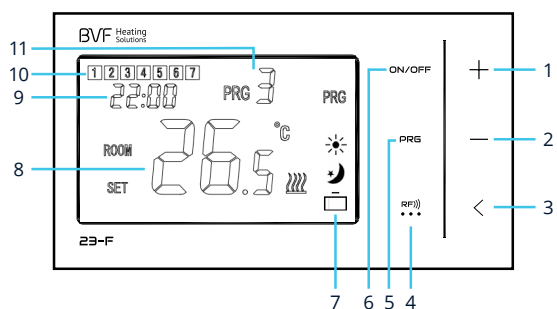 BVF Heating
Solutions
11
10
1 2 3 4 5 6 7
9
22:00
PRG 3
PRG
ON/OFF
+
1
8
ROOM
SET
26.5 °C
PRG
−
2
RF)))
<
3
23-F
7
6
5
4